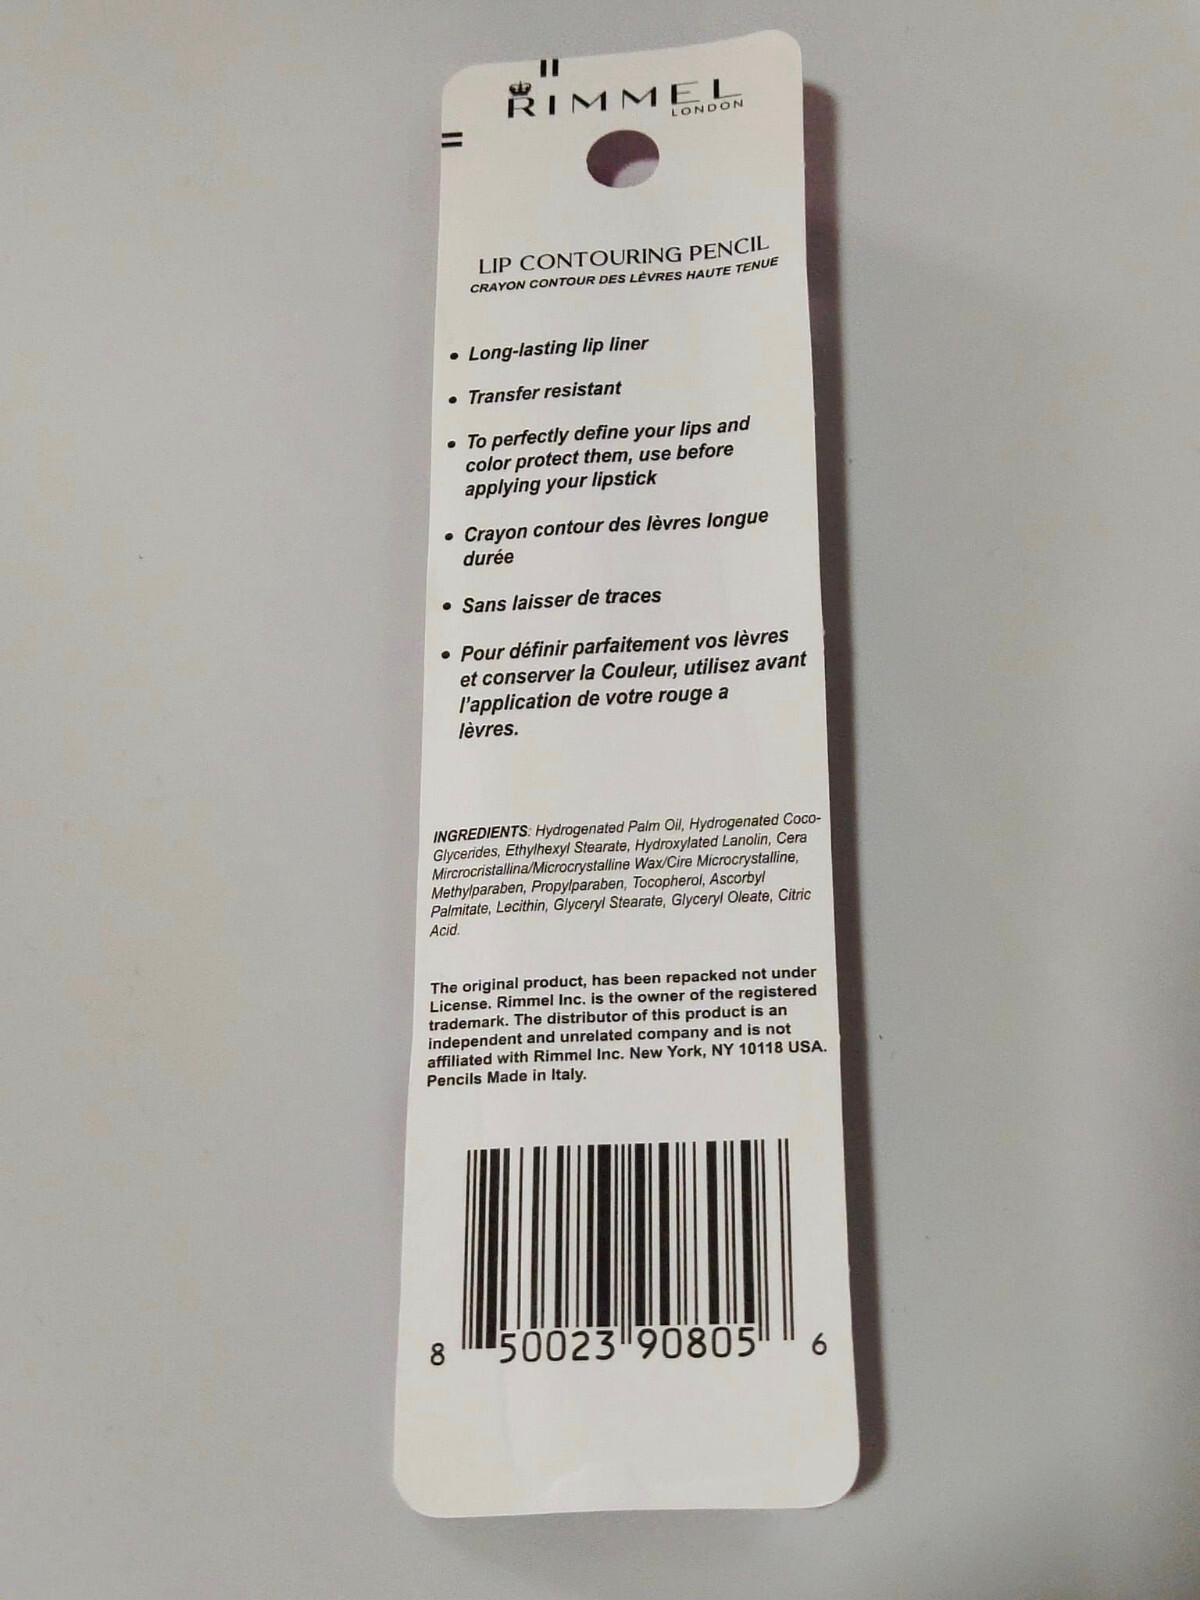 RIMMEL
LONDON
LIP CONTOURING PENCIL
CRAYON CONTOUR DES LÈVRES HAUTE TENUE
• Long-lasting lip liner
• Transfer resistant
• To perfectly define your lips and
color protect them, use before
applying your lipstick
• Crayon contour des lèvres longue
durée
• Sans laisser de traces
• Pour définir parfaitement vos lèvres
et conserver la Couleur, utilisez avant
l'application de votre rouge a
lèvres.
INGREDIENTS: Hydrogenated Palm Oil, Hydrogenated Coco-
Glycerides, Ethylhexyl Stearate, Hydroxylated Lanolin, Cera
Mircrocristallina/Microcrystalline Wax/Cire Microcrystalline,
Methylparaben, Propylparaben, Tocopherol, Ascorbyl
Palmitate, Lecithin, Glyceryl Stearate, Glyceryl Oleate, Citric
Acid.
The original product, has been repacked not under
License. Rimmel Inc. is the owner of the registered
trademark. The distributor of this product is an
independent and unrelated company and is not
affiliated with Rimmel Inc. New York, NY 10118 USA.
Pencils Made in Italy.
8 50023 90805 6